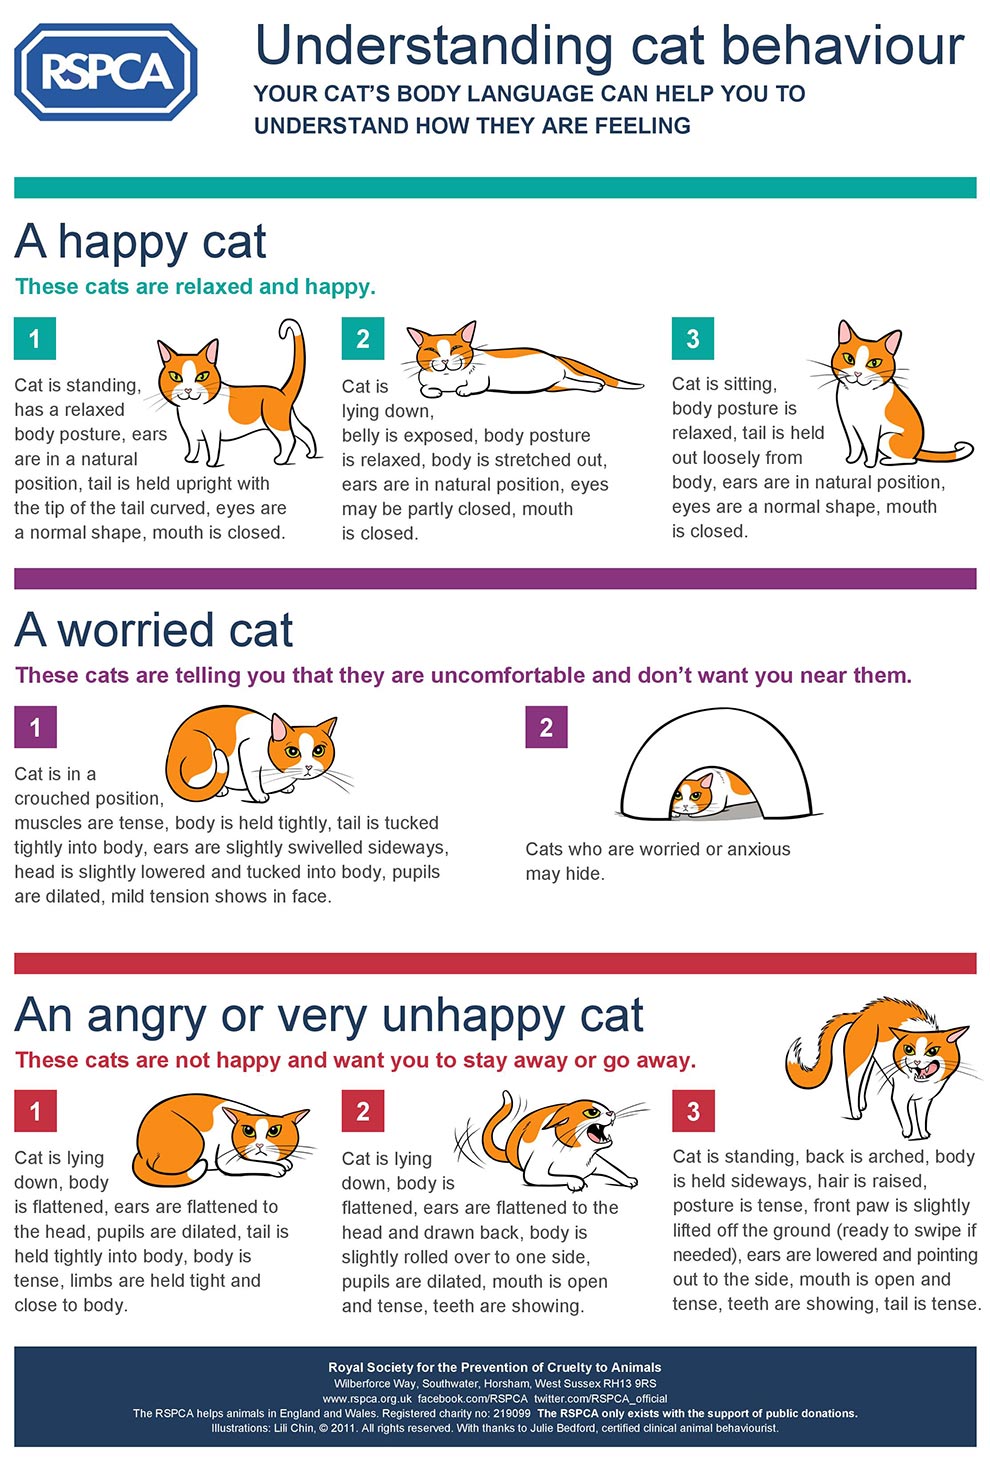 RSPCA
Understanding cat behaviour
YOUR CAT'S BODY LANGUAGE CAN HELP YOU TO
UNDERSTAND HOW THEY ARE FEELING
A happy cat
These cats are relaxed and happy.
1
Cat is standing,
has a relaxed
body posture, ears
are in a natural
position, tail is held upright with
the tip of the tail curved, eyes are
a normal shape, mouth is closed.
2
Cat is
lying down,
belly is exposed, body posture
is relaxed, body is stretched out,
ears are in natural position, eyes
may be partly closed, mouth
is closed.
3
Cat is sitting,
body posture is
relaxed, tail is held
out loosely from
body, ears are in natural position,
eyes are a normal shape, mouth
is closed.
A worried cat
These cats are telling you that they are uncomfortable and don't want you near them.
1
Cat is in a
crouched position,
muscles are tense, body is held tightly, tail is tucked
tightly into body, ears are slightly swivelled sideways,
head is slightly lowered and tucked into body, pupils
are dilated, mild tension shows in face.
2
Cats who are worried or anxious
may hide.
An angry or very unhappy cat
These cats are not happy and want you to stay away or go away.
1
Cat is lying
down, body
is flattened, ears are flattened to
the head, pupils are dilated, tail is
held tightly into body, body is
tense, limbs are held tight and
close to body.
2
Cat is lying
down, body is
flattened, ears are flattened to the
head and drawn back, body is
slightly rolled over to one side,
pupils are dilated, mouth is open
and tense, teeth are showing.
3
Cat is standing, back is arched, body
is held sideways, hair is raised,
posture is tense, front paw is slightly
lifted off the ground (ready to swipe if
needed), ears are lowered and pointing
out to the side, mouth is open and
tense, teeth are showing, tail is tense.
Royal Society for the Prevention of Cruelty to Animals
Wilberforce Way, Southwater, Horsham, West Sussex RH13 9RS
www.rspca.org.uk facebook.com/RSPCA twitter.com/RSPCA_official
The RSPCA helps animals in England and Wales. Registered charity no: 219099 The RSPCA only exists with the support of public donations.
Illustrations: Lili Chin, © 2011. All rights reserved. With thanks to Julie Bedford, certified clinical animal behaviourist.